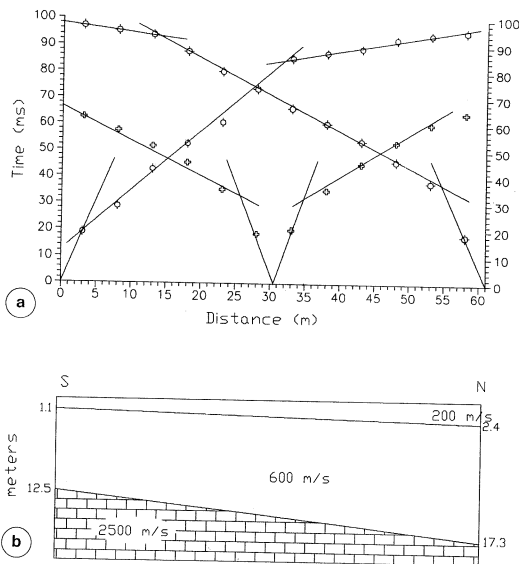 100 90 80 70 60 50 40 30 20 10 0
Time (ms)
100 90 80 70 60 50 40 30 20 10 0
0 5 10 15 20 25 30 35 40 45 50 55 60
Distance (m)
a
S N
1.1 200 m/s 2.4
meters
600 m/s
12.5
2500 m/s
17.3
b